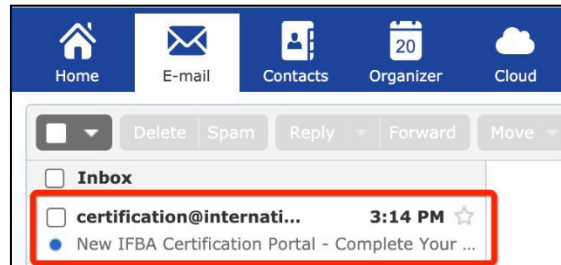 20
Home E-mail Contacts Organizer Cloud
Delete Spam Reply Forward Move
Inbox
certification@internati... 3:14 PM
New IFBA Certification Portal - Complete Your ...